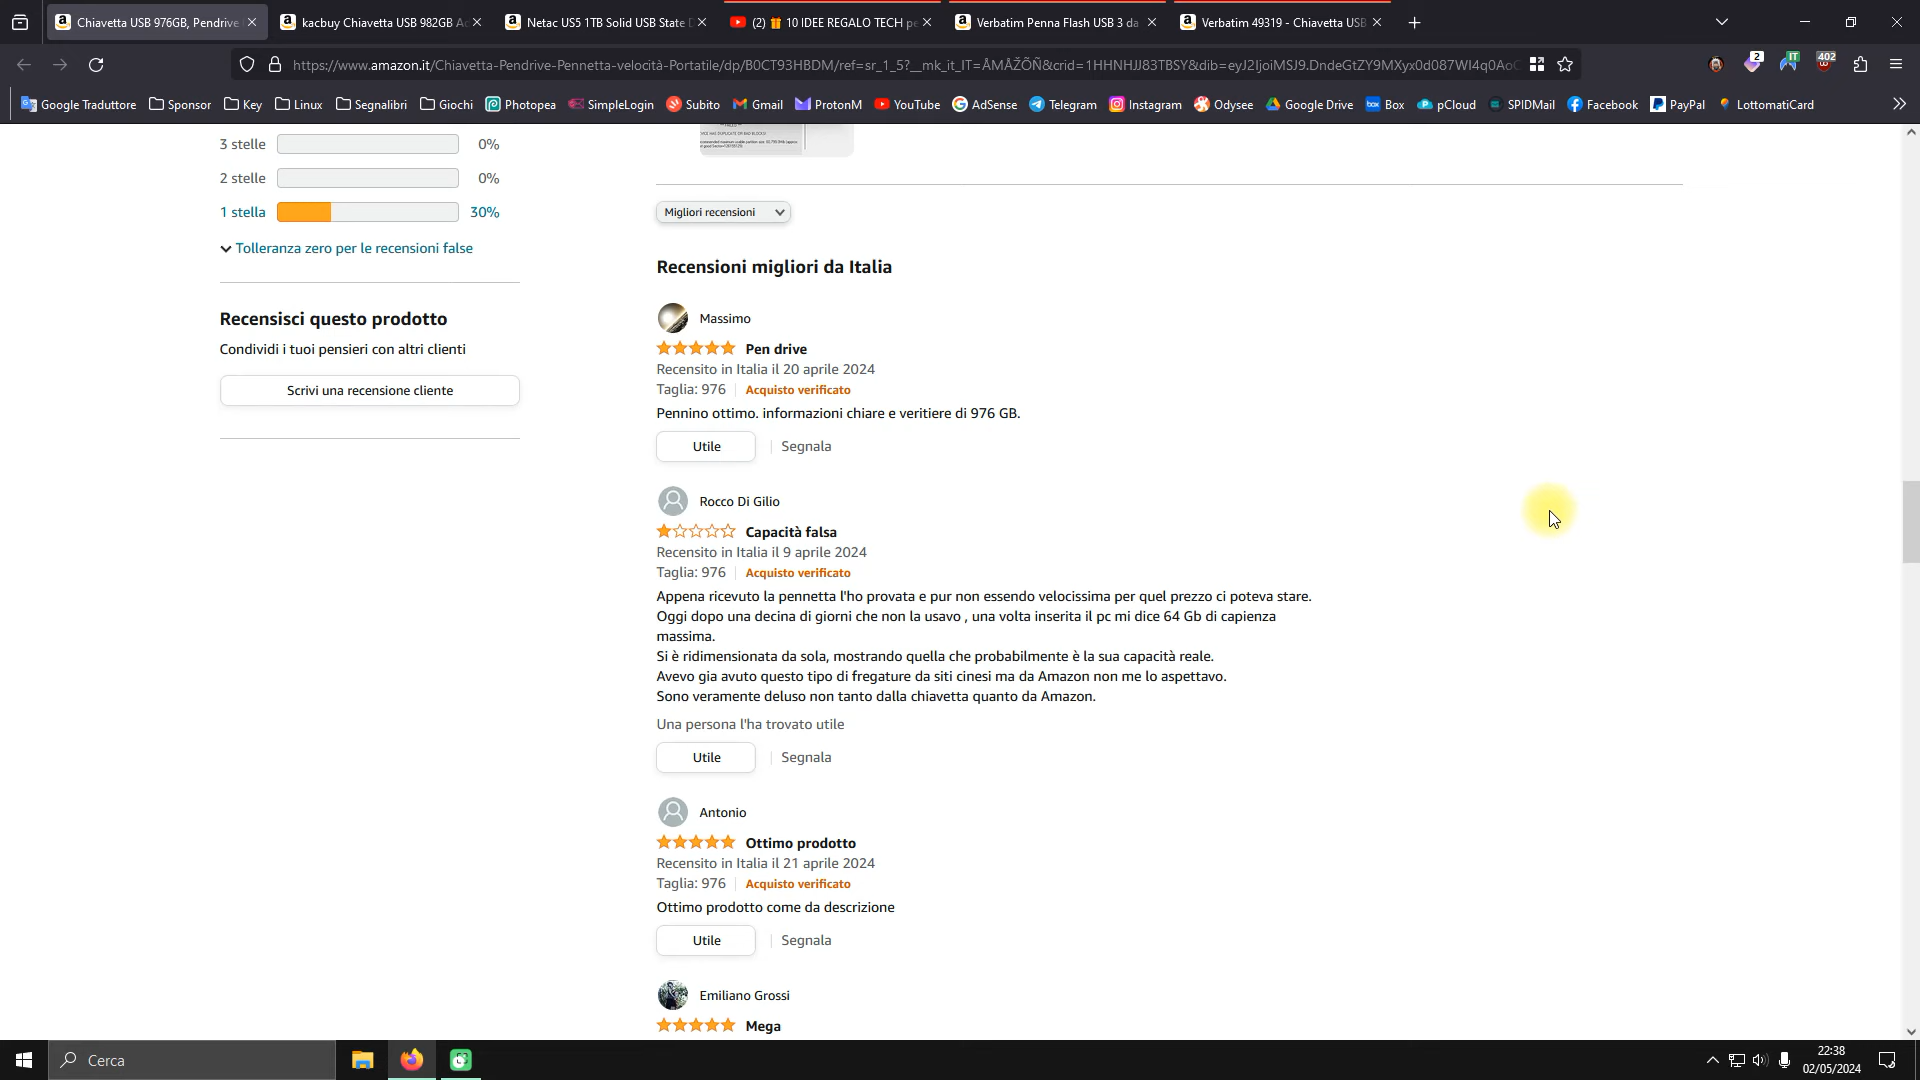 Chiavetta USB 976GB, Pendrive
kacbuy Chiavetta USB 982GB Ac
Netac US5 1TB Solid USB State D
(2) 🎁 10 IDEE REGALO TECH pe
Verbatim Penna Flash USB 3 da
Verbatim 49319 - Chiavetta USB
https://www.amazon.it/Chiavetta-Pendrive-Pennetta-velocità-Portatile/dp/B0CT93HBDM/ref=sr_1_5?__mk_it_IT=ÅMÅŽÕÑ&crid=1HHNHJJ83TBSY&dib=eyJ2IjoiMSJ9.DndeGtZY9MXyx0d087WI4q0AoC
2
IT
402
Google Traduttore
Sponsor
Key
Linux
Segnalibri
Giochi
Photopea
SimpleLogin
Subito
Gmail
ProtonM
YouTube
AdSense
Telegram
Instagram
Odysee
Google Drive
Box
pCloud
SPIDMail
Facebook
PayPal
LottomatiCard
3 stelle 0%
2 stelle 0%
1 stella 30%
Tolleranza zero per le recensioni false
Recensisci questo prodotto
Condividi i tuoi pensieri con altri clienti
Scrivi una recensione cliente
Migliori recensioni
Recensioni migliori da Italia
Massimo
Pen drive
Recensito in Italia il 20 aprile 2024
Taglia: 976 | Acquisto verificato
Pennino ottimo. informazioni chiare e veritiere di 976 GB.
Utile | Segnala
Rocco Di Gilio
Capacità falsa
Recensito in Italia il 9 aprile 2024
Taglia: 976 | Acquisto verificato
Appena ricevuto la pennetta l'ho provata e pur non essendo velocissima per quel prezzo ci poteva stare.
Oggi dopo una decina di giorni che non la usavo , una volta inserita il pc mi dice 64 Gb di capienza
massima.
Si è ridimensionata da sola, mostrando quella che probabilmente è la sua capacità reale.
Avevo gia avuto questo tipo di fregature da siti cinesi ma da Amazon non me lo aspettavo.
Sono veramente deluso non tanto dalla chiavetta quanto da Amazon.
Una persona l'ha trovato utile
Utile | Segnala
Antonio
Ottimo prodotto
Recensito in Italia il 21 aprile 2024
Taglia: 976 | Acquisto verificato
Ottimo prodotto come da descrizione
Utile | Segnala
Emiliano Grossi
Mega
Cerca
22:38
02/05/2024